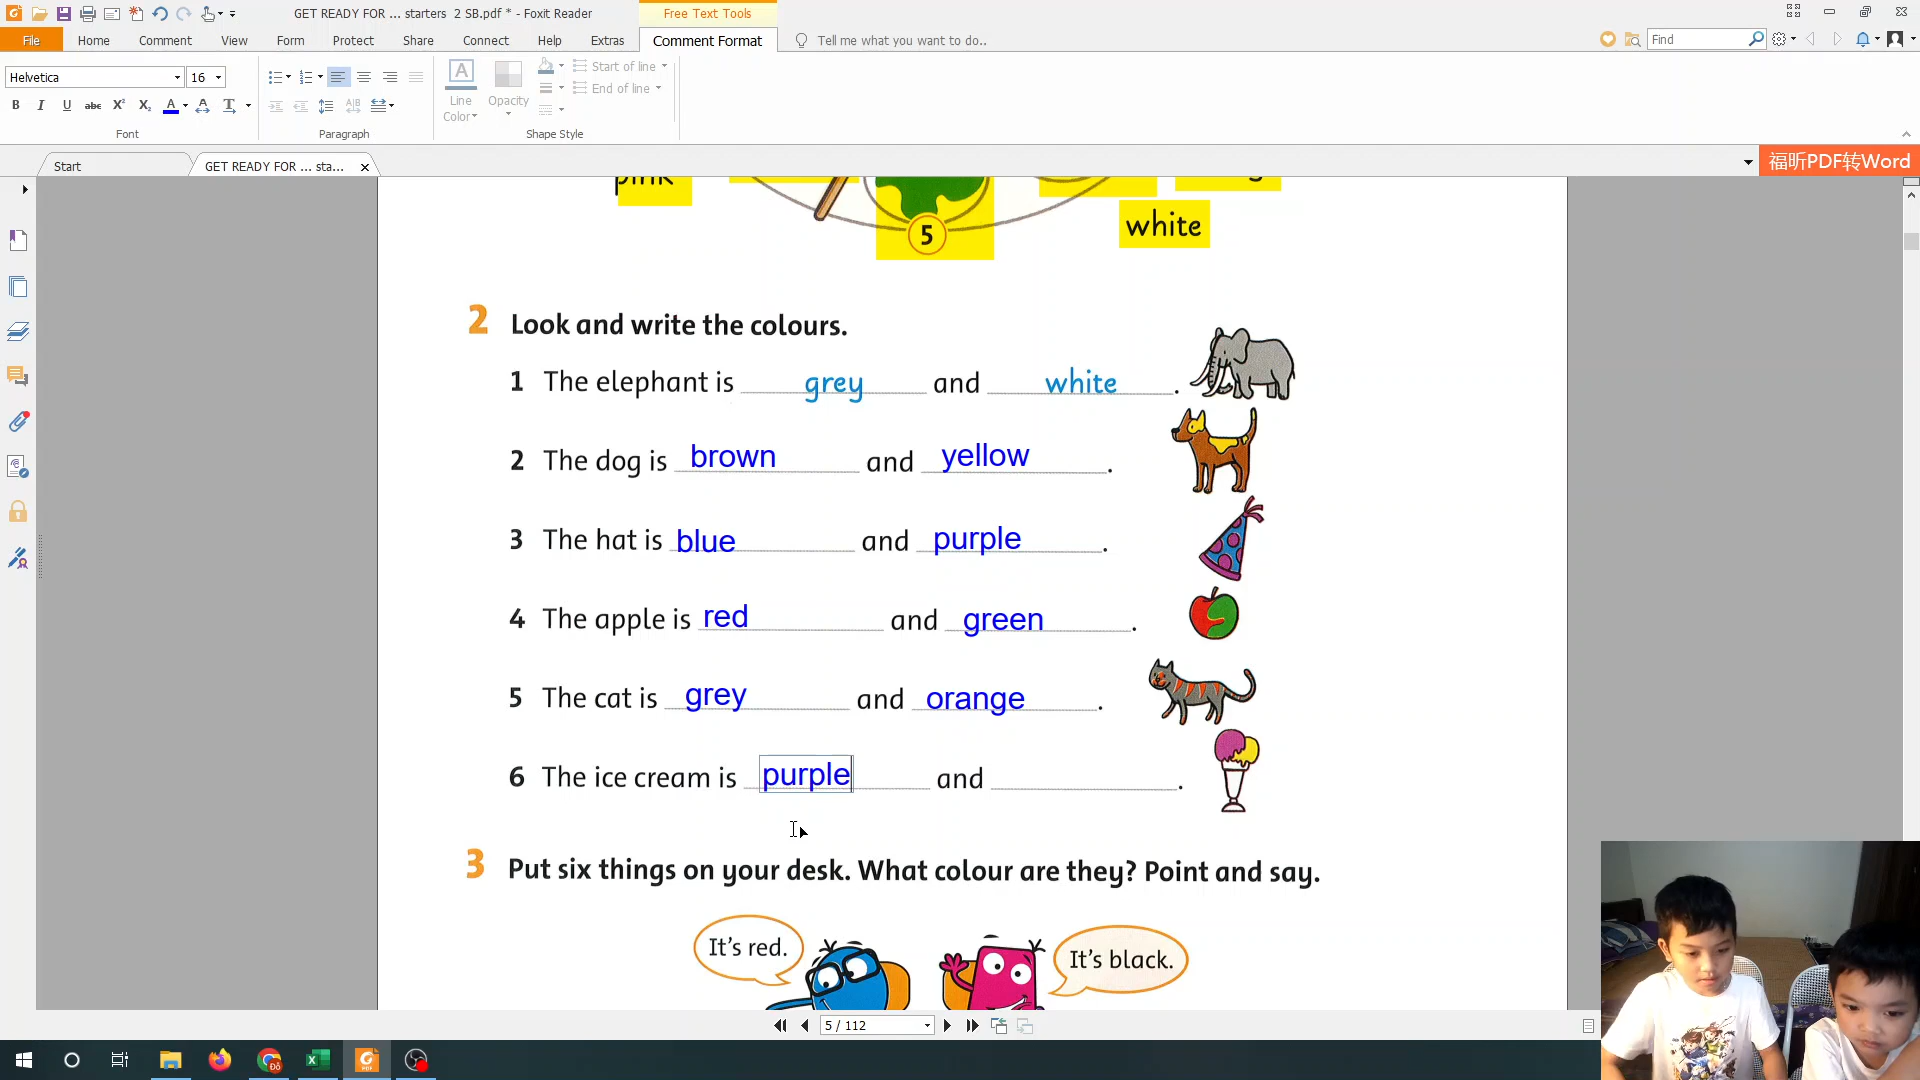 GET READY FOR ... starters 2 SB.pdf * - Foxit Reader
Free Text Tools
File Home Comment View Form Protect Share Connect Help Extras Comment Format Tell me what you want to do.. Find
Helvetica 16
Start of line
End of line
Line Color
Opacity
Font Paragraph Shape Style
Start
GET READY FOR ... sta...
福昕PDF转Word
pink
white
5
2 Look and write the colours.
1 The elephant is grey and white.
2 The dog is brown and yellow.
3 The hat is blue and purple.
4 The apple is red and green.
5 The cat is grey and orange.
6 The ice cream is purple and .
3 Put six things on your desk. What colour are they? Point and say.
It's red.
It's black.
5 / 112